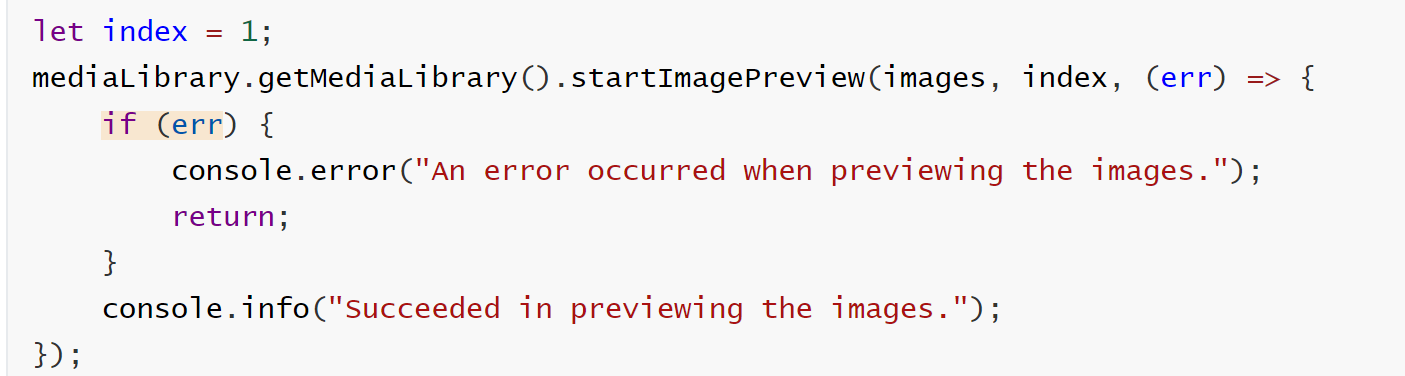 let index = 1;
mediaLibrary.getMediaLibrary().startImagePreview(images, index, (err) => {
    if (err) {
        console.error("An error occurred when previewing the images.");
        return;
    }
    console.info("Succeeded in previewing the images.");
});